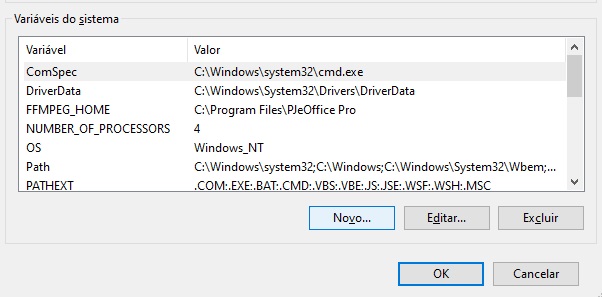 Variáveis do sistema
Variável Valor
ComSpec C:\Windows\system32\cmd.exe
DriverData C:\Windows\System32\Drivers\DriverData
FFMPEG_HOME C:\Program Files\PJeOffice Pro
NUMBER_OF_PROCESSORS 4
OS Windows_NT
Path C:\Windows\system32;C:\Windows;C:\Windows\System32\Wbem;...
PATHEXT .COM;.EXE;.BAT;.CMD;.VBS;.VBE;.JS;.JSE;.WSF;.WSH;.MSC
Novo... Editar... Excluir
OK Cancelar